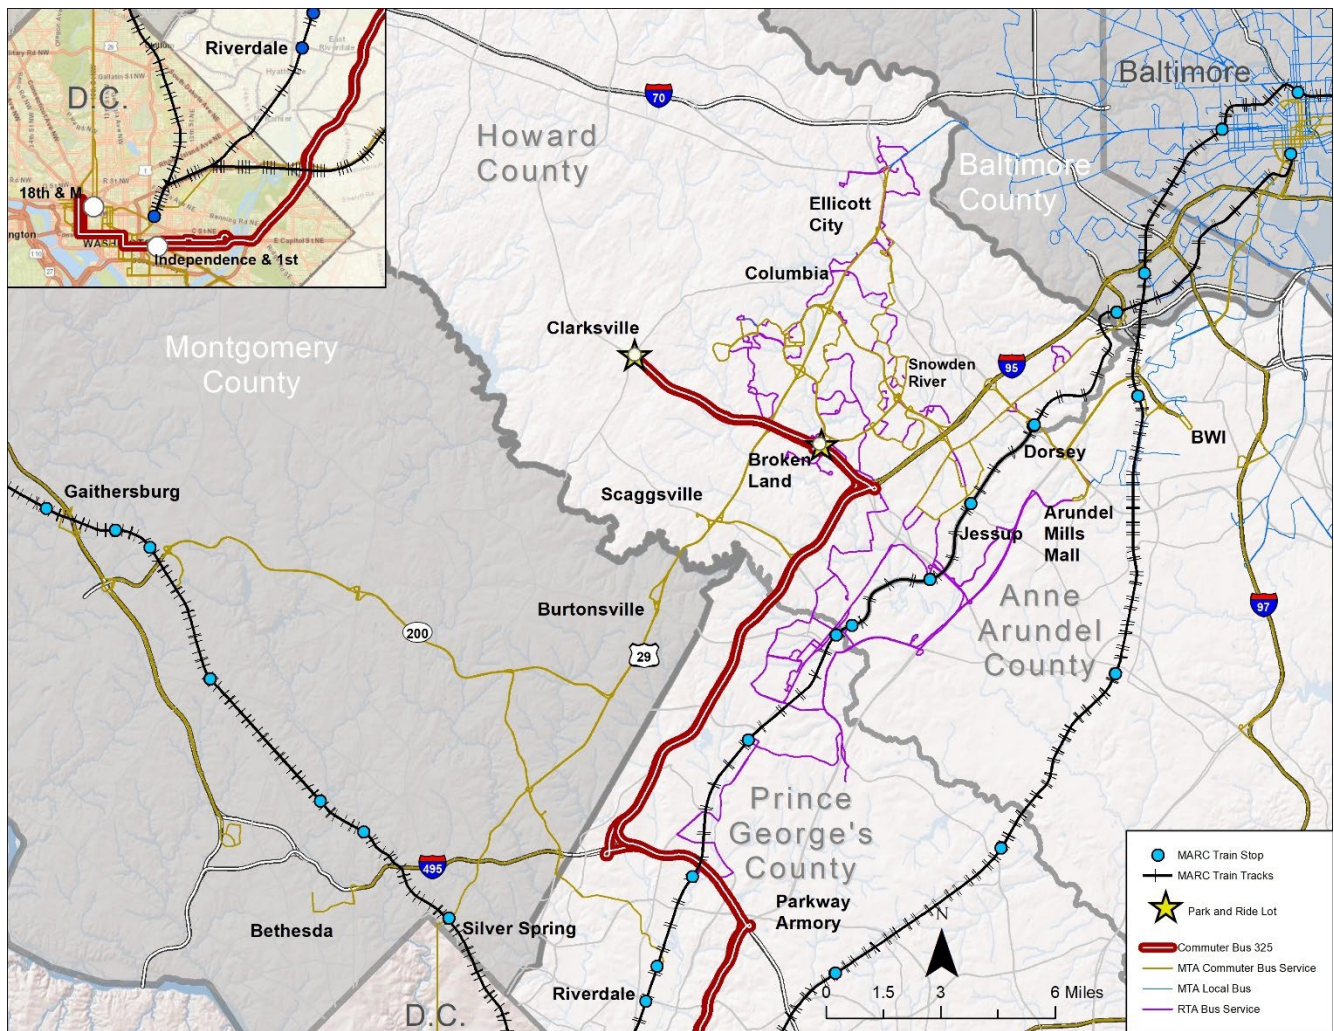 Riverdale
D.C.
18th & M
Independence & 1st
Baltimore
70
Howard
County
Baltimore
County
Ellicott
City
Columbia
Clarksville
Montgomery
County
Snowden
River
95
BWI
Dorsey
Broken
Land
Scaggsville
Gaithersburg
Jessup
Arundel
Mills
Mall
Burtonsville
Anne
Arundel
County
97
200
29
Prince
George's
County
495
Parkway
Armory
Bethesda
Silver Spring
Riverdale
D.C.
N
0 1.5 3 6 Miles
MARC Train Stop
MARC Train Tracks
Park and Ride Lot
Commuter Bus 325
MTA Commuter Bus Service
MTA Local Bus
RTA Bus Service